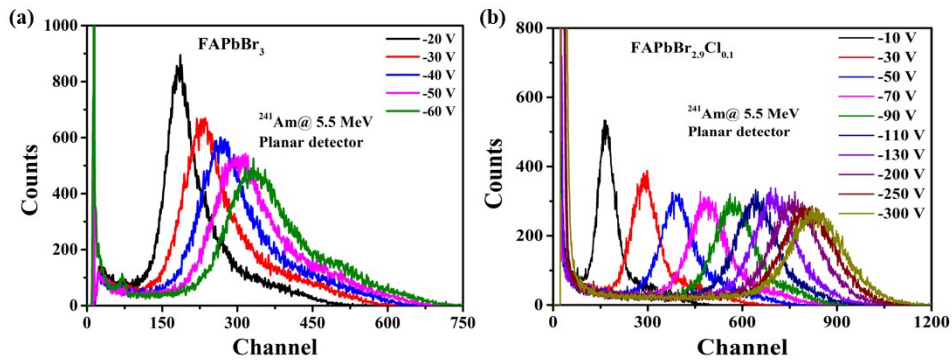 (a)
FAPbBr₃
-20 V
-30 V
-40 V
-50 V
-60 V
²⁴¹Am@ 5.5 MeV
Planar detector
Counts
1000
800
600
400
200
0
0 150 300 450 600 750
Channel
(b)
FAPbBr₂.₉Cl₀.₁
-10 V
-30 V
-50 V
-70 V
-90 V
-110 V
-130 V
-200 V
-250 V
-300 V
²⁴¹Am@ 5.5 MeV
Planar detector
Counts
800
600
400
200
0
0 300 600 900 1200
Channel